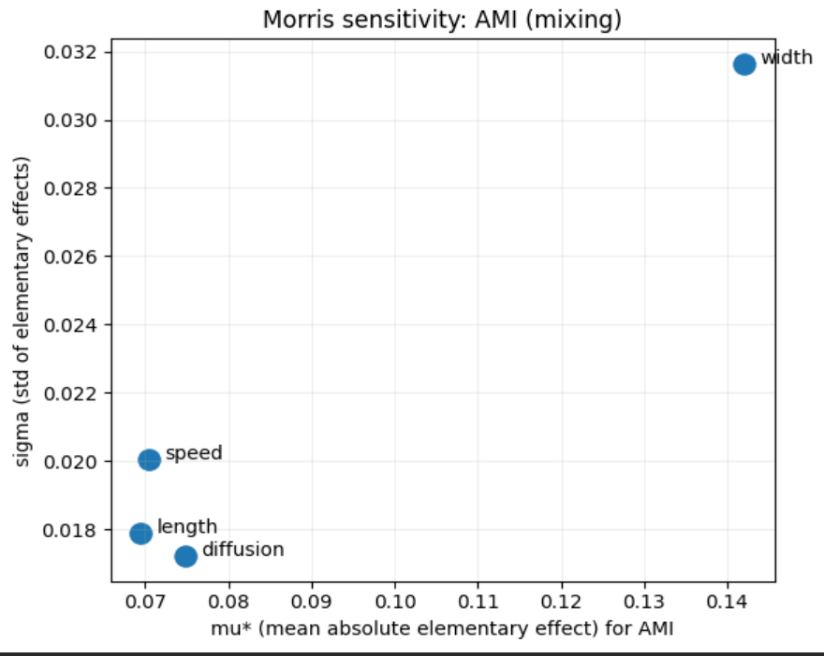 Morris sensitivity: AMI (mixing)
sigma (std of elementary effects)
0.032
0.030
0.028
0.026
0.024
0.022
0.020
0.018
width
speed
length
diffusion
0.07 0.08 0.09 0.10 0.11 0.12 0.13 0.14
mu* (mean absolute elementary effect) for AMI